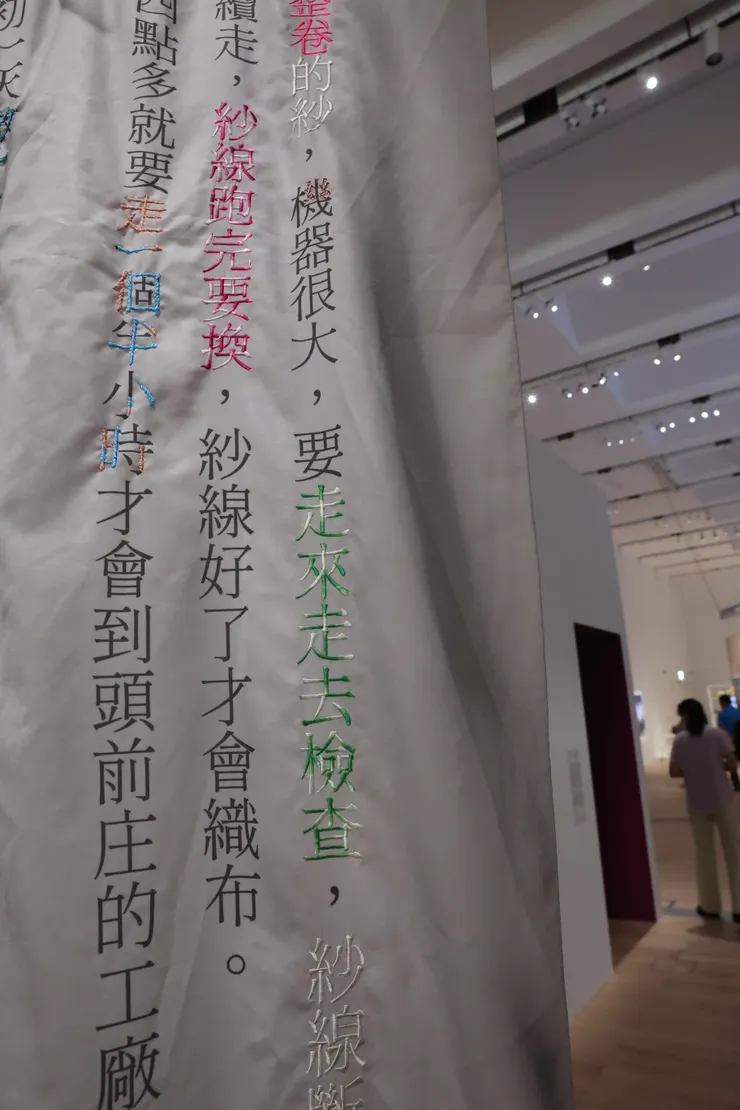 整卷的紗，機器很大，要走來走去檢查，紗線斷
續走，紗線跑完要換，紗線好了才會織布。
四點多就要走一個半小時才會到頭前庄的工廠